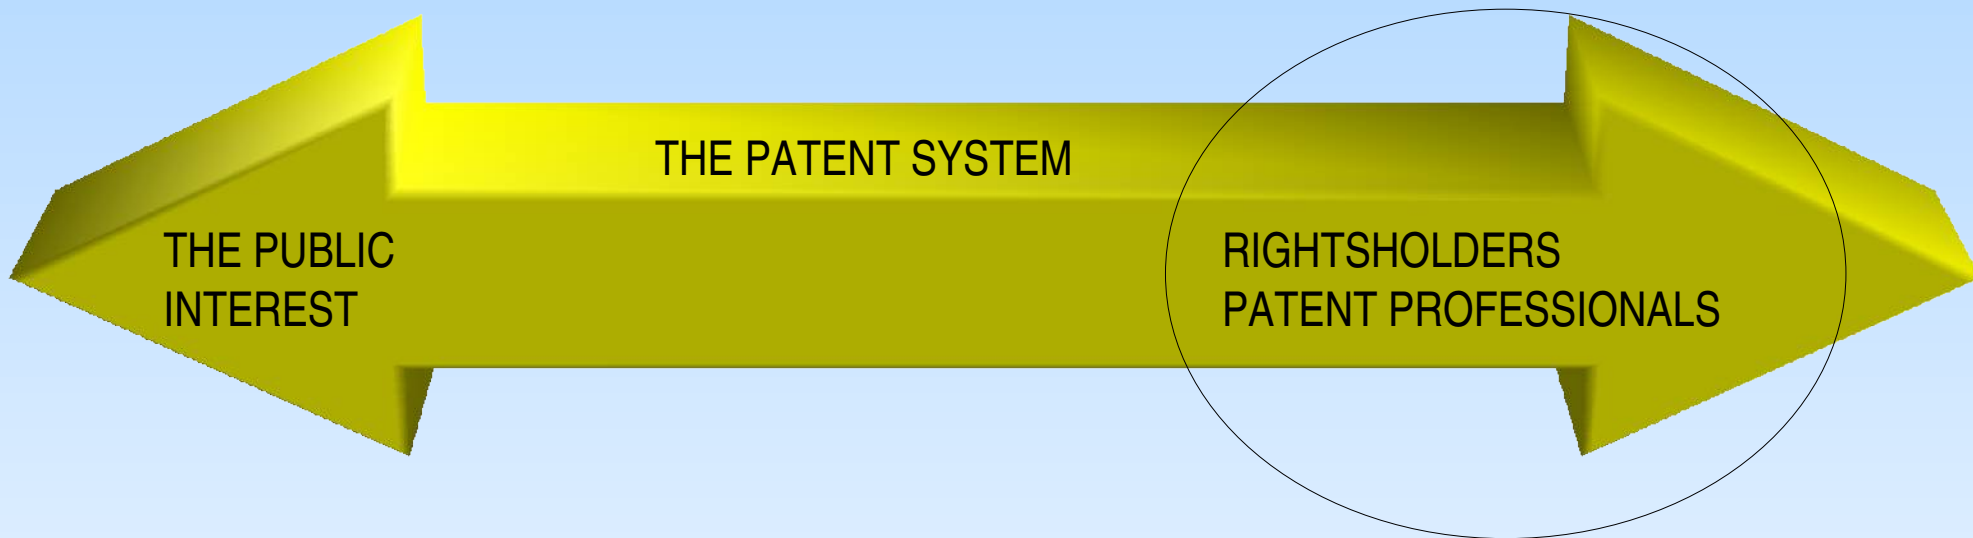 THE PATENT SYSTEM
THE PUBLIC
INTEREST
RIGHTSHOLDERS
PATENT PROFESSIONALS